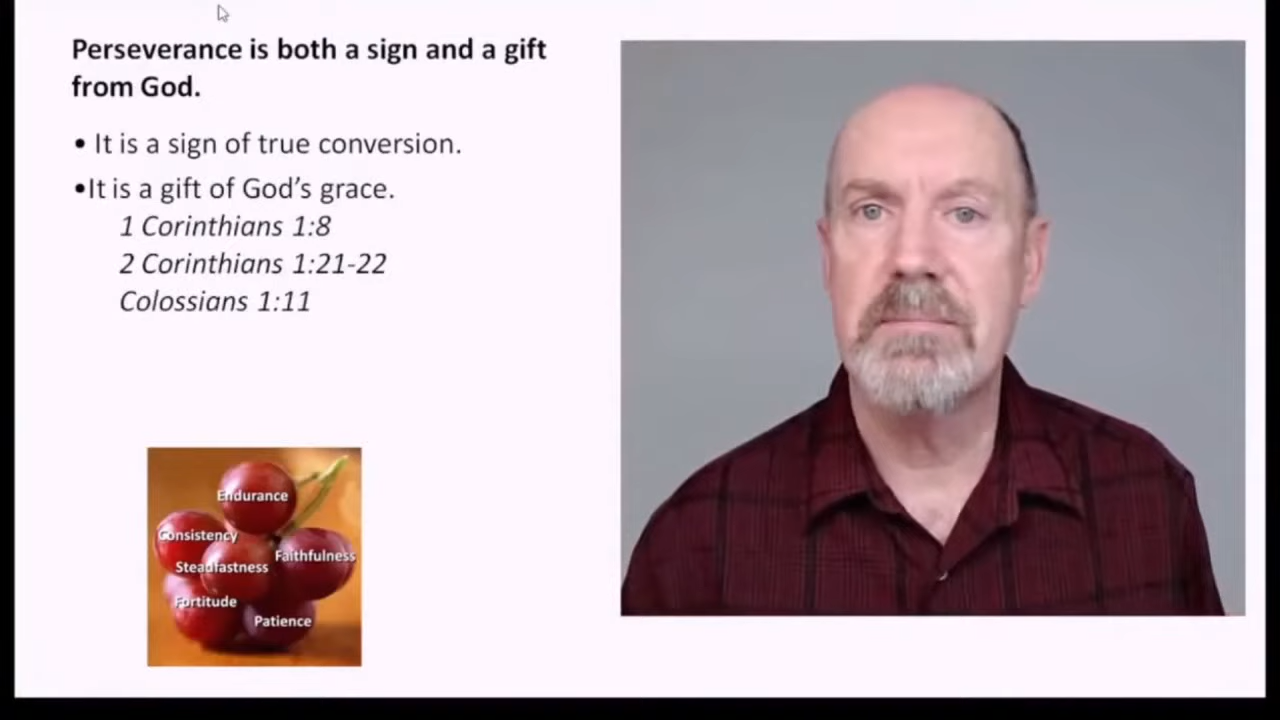 Perseverance is both a sign and a gift
from God.
• It is a sign of true conversion.
•It is a gift of God’s grace.
1 Corinthians 1:8
2 Corinthians 1:21-22
Colossians 1:11
Endurance
Consistency
Faithfulness
Steadfastness
Fortitude
Patience